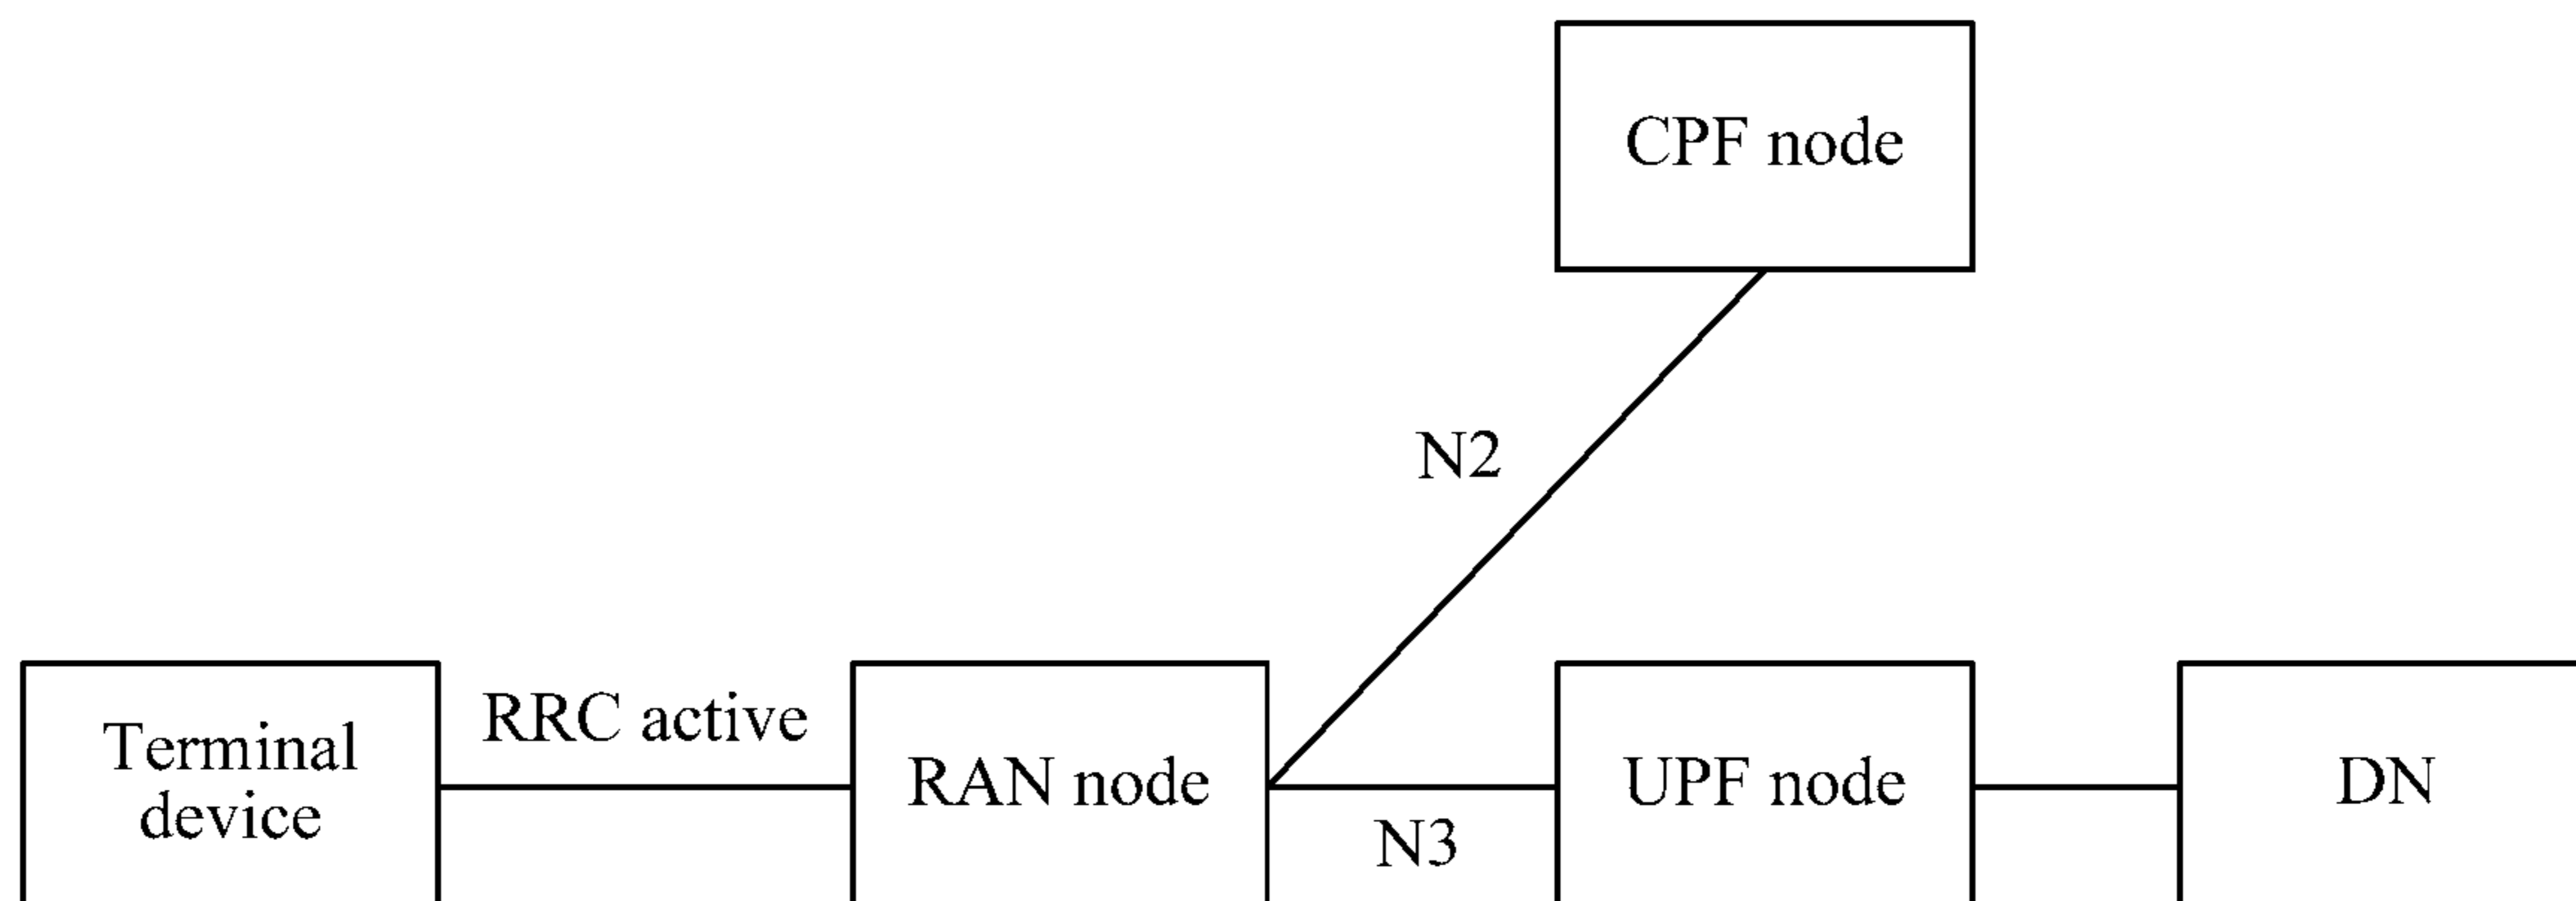 CPF node
N2
Terminal
device
RRC active
RAN node
N3
UPF node
DN